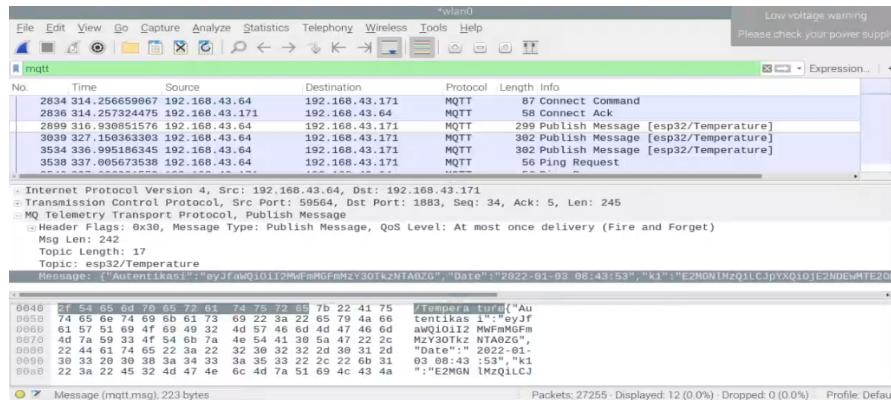 *wlan0
Low voltage warning
Please check your power supply
File Edit View Go Capture Analyze Statistics Telephony Wireless Tools Help
mqtt
Expression...
No. Time Source Destination Protocol Length Info
2834 314.256659067 192.168.43.64 192.168.43.171 MQTT 87 Connect Command
2836 314.257324475 192.168.43.171 192.168.43.64 MQTT 58 Connect Ack
2899 316.930851576 192.168.43.64 192.168.43.171 MQTT 299 Publish Message [esp32/Temperature]
3039 327.150363303 192.168.43.64 192.168.43.171 MQTT 302 Publish Message [esp32/Temperature]
3534 336.995186345 192.168.43.64 192.168.43.171 MQTT 302 Publish Message [esp32/Temperature]
3538 337.005673538 192.168.43.64 192.168.43.171 MQTT 56 Ping Request
Internet Protocol Version 4, Src: 192.168.43.64, Dst: 192.168.43.171
Transmission Control Protocol, Src Port: 59564, Dst Port: 1883, Seq: 34, Ack: 5, Len: 245
MQ Telemetry Transport Protocol, Publish Message
Header Flags: 0x30, Message Type: Publish Message, QoS Level: At most once delivery (Fire and Forget)
Msg Len: 242
Topic Length: 17
Topic: esp32/Temperature
Message: {"Autentikasi":"eyJfaWQiOiI2MWFmMGFmMzY3OTkzNTA0ZG","Date":"2022-01-03 08:43:53","k1":"E2MGNlMzQiLCJpYXQiOjE2NDEwMTE2O
0040 2f 54 65 6d 70 65 72 61 74 75 72 65 7b 22 41 75 /Tempera ture{"Au
0050 74 65 6e 74 69 6b 61 73 69 22 3a 22 65 79 4a 66 tentikas i":"eyJf
0060 61 57 51 69 4f 69 49 32 4d 57 46 6d 4d 47 46 6d aWQiOiI2 MWFmMGFm
0070 4d 7a 59 33 4f 54 6b 7a 4e 54 41 30 5a 47 22 2c MzY3OTkz NTA0ZG",
0080 22 44 61 74 65 22 3a 22 32 30 32 32 2d 30 31 2d "Date":" 2022-01-
0090 30 33 20 30 38 3a 34 33 3a 35 33 22 2c 22 6b 31 03 08:43 :53","k1
00a0 22 3a 22 45 32 4d 47 4e 6c 4d 7a 51 69 4c 43 4a ":"E2MGN lMzQiLCJ
Message (mqtt.msg), 223 bytes
Packets: 27255 · Displayed: 12 (0.0%) · Dropped: 0 (0.0%)
Profile: Defau